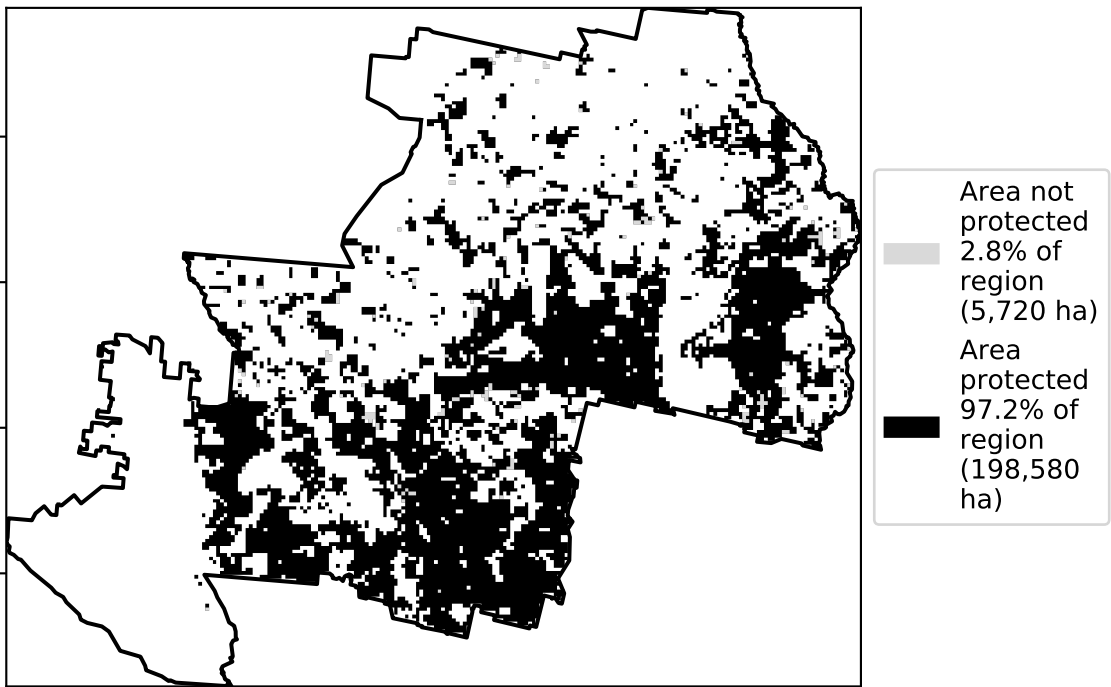 Area not
protected
2.8% of
region
(5,720 ha)
Area
protected
97.2% of
region
(198,580
ha)